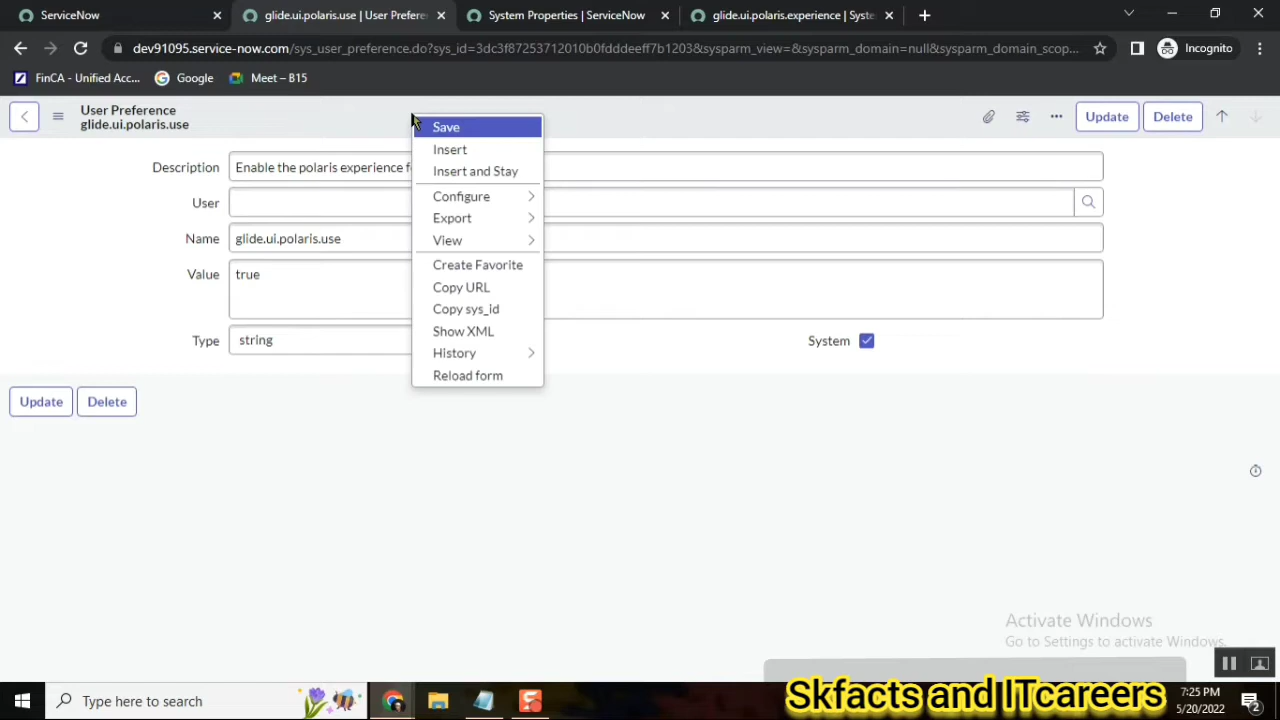 ServiceNow
glide.ui.polaris.use | User Prefere
System Properties | ServiceNow
glide.ui.polaris.experience | Syste
dev91095.service-now.com/sys_user_preference.do?sys_id=3dc3f87253712010b0fdddeeff7b1203&sysparm_view=&sysparm_domain=null&sysparm_domain_scop...
Incognito
FinCA - Unified Acc...
Google
Meet – B15
User Preference
glide.ui.polaris.use
Update
Delete
Save
Insert
Insert and Stay
Configure
Export
View
Create Favorite
Copy URL
Copy sys_id
Show XML
History
Reload form
Description
Enable the polaris experience f
User
Name
glide.ui.polaris.use
Value
true
Type
string
System
Update
Delete
Activate Windows
Go to Settings to activate Windows.
Skfacts and ITcareers
Type here to search
7:25 PM
5/20/2022
2